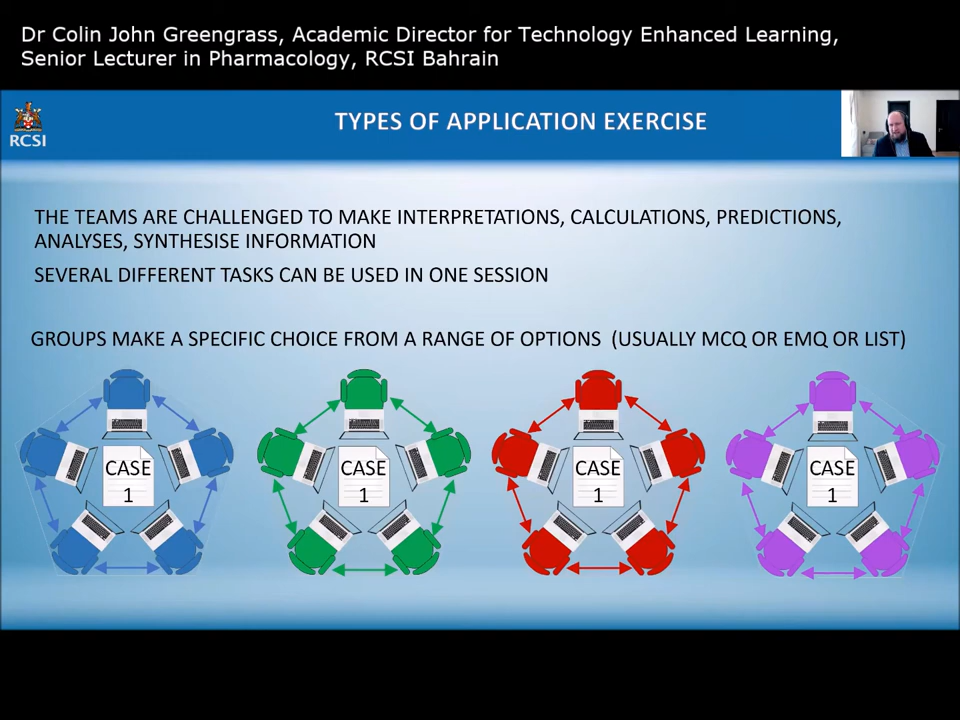 Dr Colin John Greengrass, Academic Director for Technology Enhanced Learning,
Senior Lecturer in Pharmacology, RCSI Bahrain
RCSI
TYPES OF APPLICATION EXERCISE
THE TEAMS ARE CHALLENGED TO MAKE INTERPRETATIONS, CALCULATIONS, PREDICTIONS,
ANALYSES, SYNTHESISE INFORMATION
SEVERAL DIFFERENT TASKS CAN BE USED IN ONE SESSION
GROUPS MAKE A SPECIFIC CHOICE FROM A RANGE OF OPTIONS (USUALLY MCQ OR EMQ OR LIST)
CASE
1
CASE
1
CASE
1
CASE
1